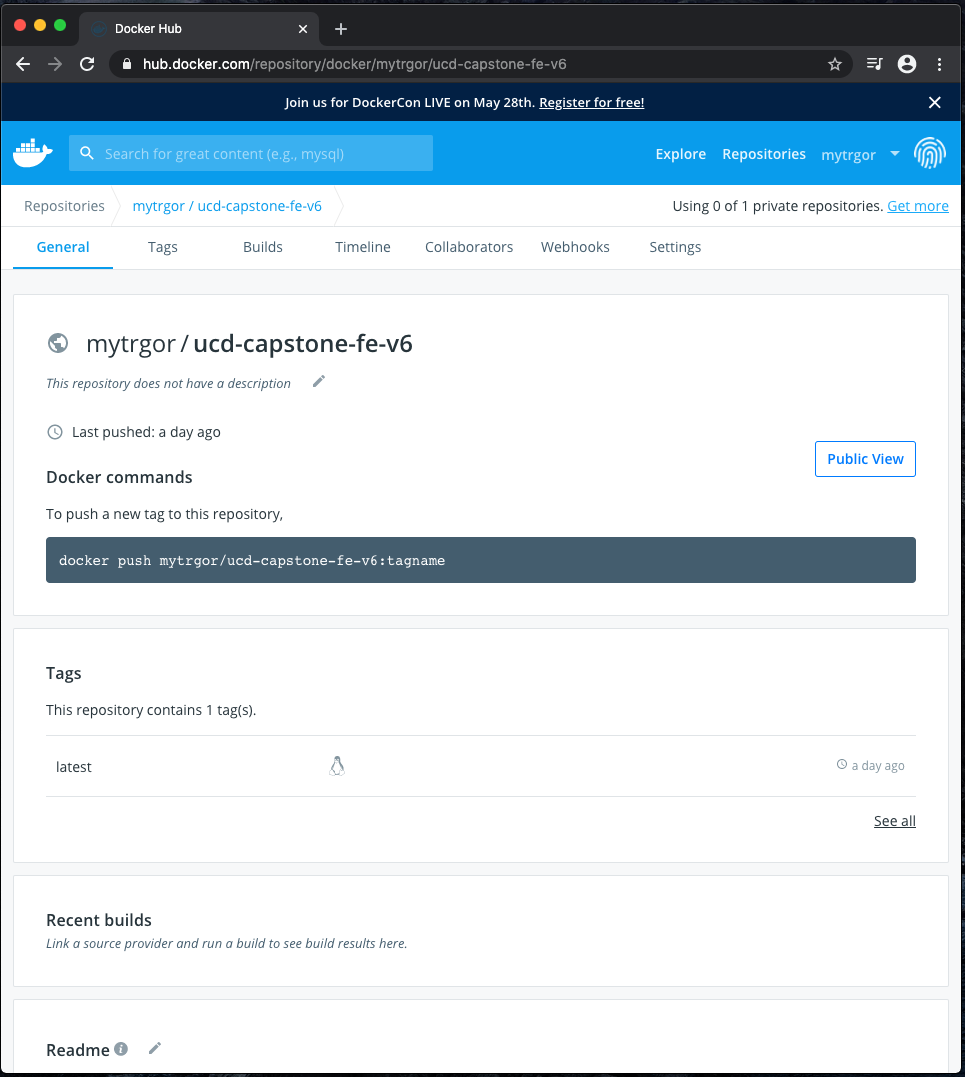 Docker Hub
hub.docker.com/repository/docker/mytrgor/ucd-capstone-fe-v6
Join us for DockerCon LIVE on May 28th. Register for free!
Search for great content (e.g., mysql)
Explore Repositories mytrgor
Repositories mytrgor / ucd-capstone-fe-v6 Using 0 of 1 private repositories. Get more
General Tags Builds Timeline Collaborators Webhooks Settings
mytrgor / ucd-capstone-fe-v6
This repository does not have a description
Last pushed: a day ago
Public View
Docker commands
To push a new tag to this repository,
docker push mytrgor/ucd-capstone-fe-v6:tagname
Tags
This repository contains 1 tag(s).
latest a day ago
See all
Recent builds
Link a source provider and run a build to see build results here.
Readme